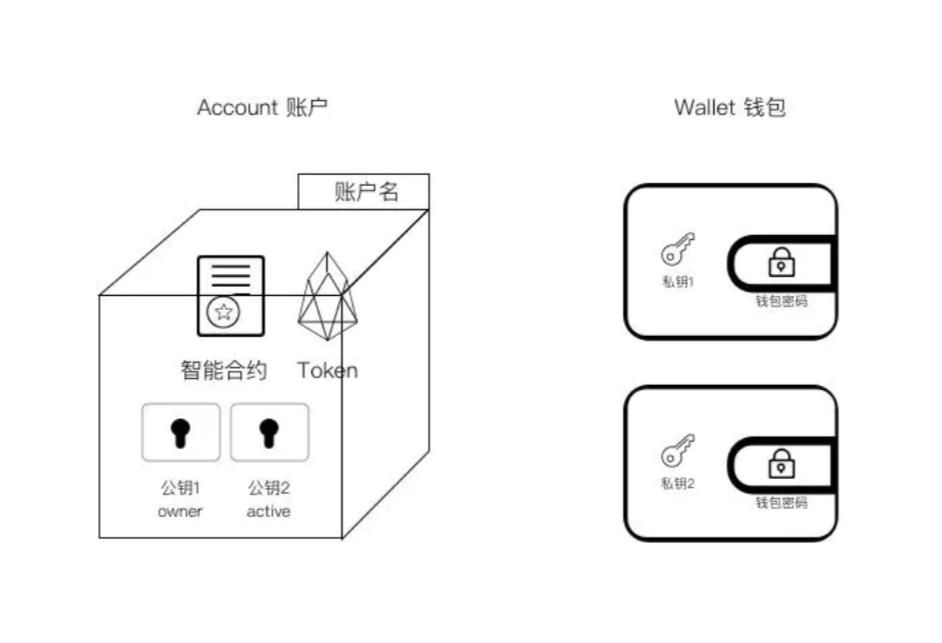 Account 账户
Wallet 钱包
账户名
智能合约
Token
公钥1
owner
公钥2
active
私钥1
钱包密码
私钥2
钱包密码